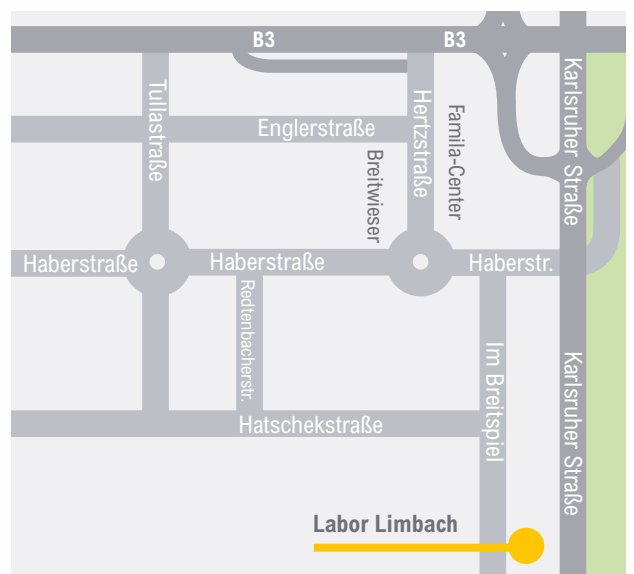 B3
B3
Karlsruher Straße
Tullastraße
Hertzstraße
Famila-Center
Englerstraße
Breitwieser
Haberstraße
Haberstraße
Haberstr.
Redtenbacherstr.
Im Breitspiel
Karlsruher Straße
Hatschekstraße
Labor Limbach